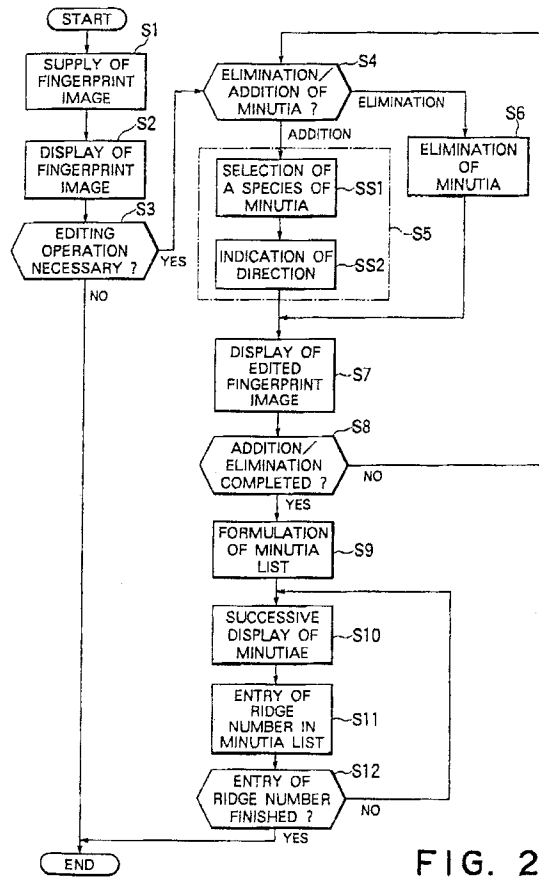 START
S1
SUPPLY OF
FINGERPRINT
IMAGE
S2
DISPLAY OF
FINGERPRINT
IMAGE
S3
EDITING
OPERATION
NECESSARY ?
YES
NO
S4
ELIMINATION/
ADDITION OF
MINUTIA ?
ELIMINATION
ADDITION
S6
ELIMINATION
OF
MINUTIA
SELECTION OF
A SPECIES OF
MINUTIA
SS1
S5
INDICATION OF
DIRECTION
SS2
DISPLAY OF
EDITED
FINGERPRINT
IMAGE
S7
S8
ADDITION/
ELIMINATION
COMPLETED ?
NO
YES
FORMULATION
OF MINUTIA
LIST
S9
SUCCESSIVE
DISPLAY OF
MINUTIAE
S10
ENTRY OF
RIDGE
NUMBER IN
MINUTIA LIST
S11
S12
ENTRY OF
RIDGE NUMBER
FINISHED ?
NO
YES
END
FIG. 2